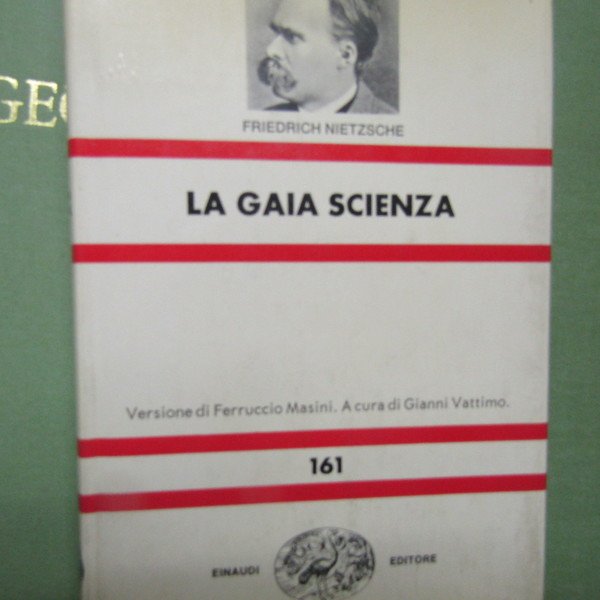 GEO
FRIEDRICH NIETZSCHE
LA GAIA SCIENZA
Versione di Ferruccio Masini. A cura di Gianni Vattimo.
161
EINAUDI EDITORE